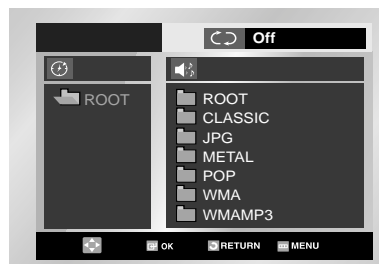 Off
ROOT
ROOT
CLASSIC
JPG
METAL
POP
WMA
WMAMP3
OK RETURN MENU